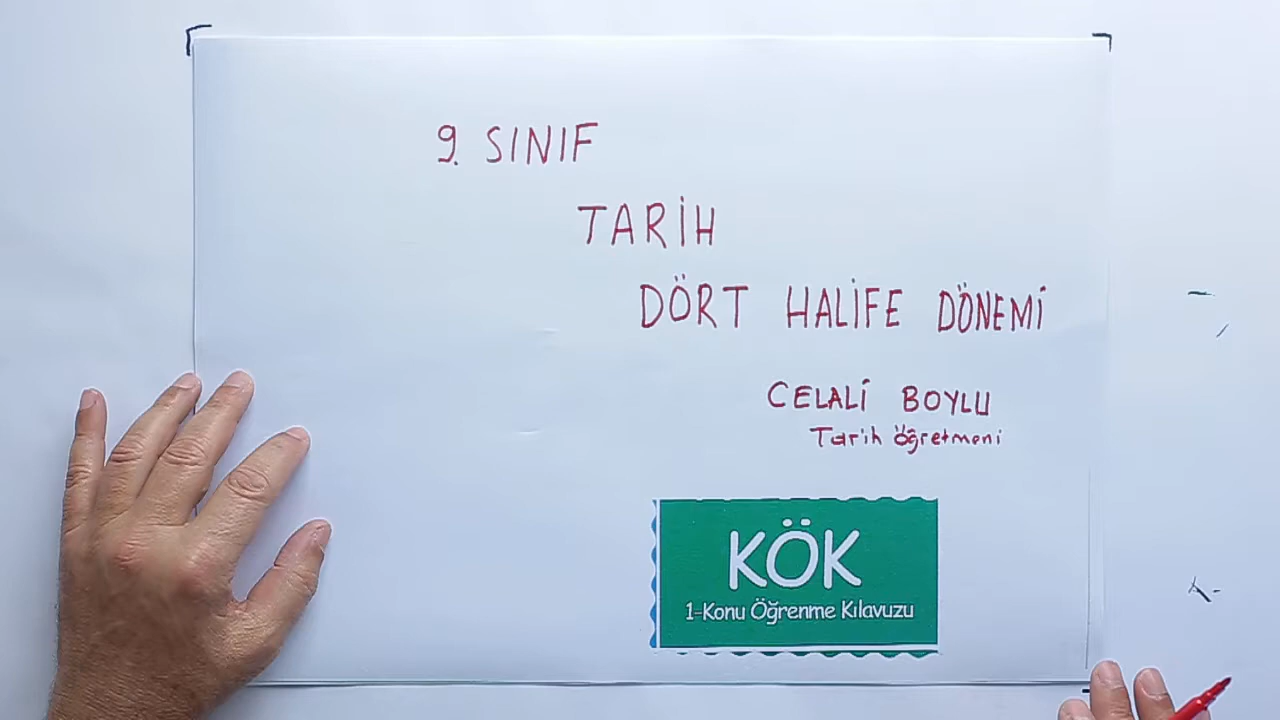 9. SINIF
TARİH
DÖRT HALİFE DÖNEMİ
CELALİ BOYLU
Tarih öğretmeni
KÖK
1-Konu Öğrenme Kılavuzu